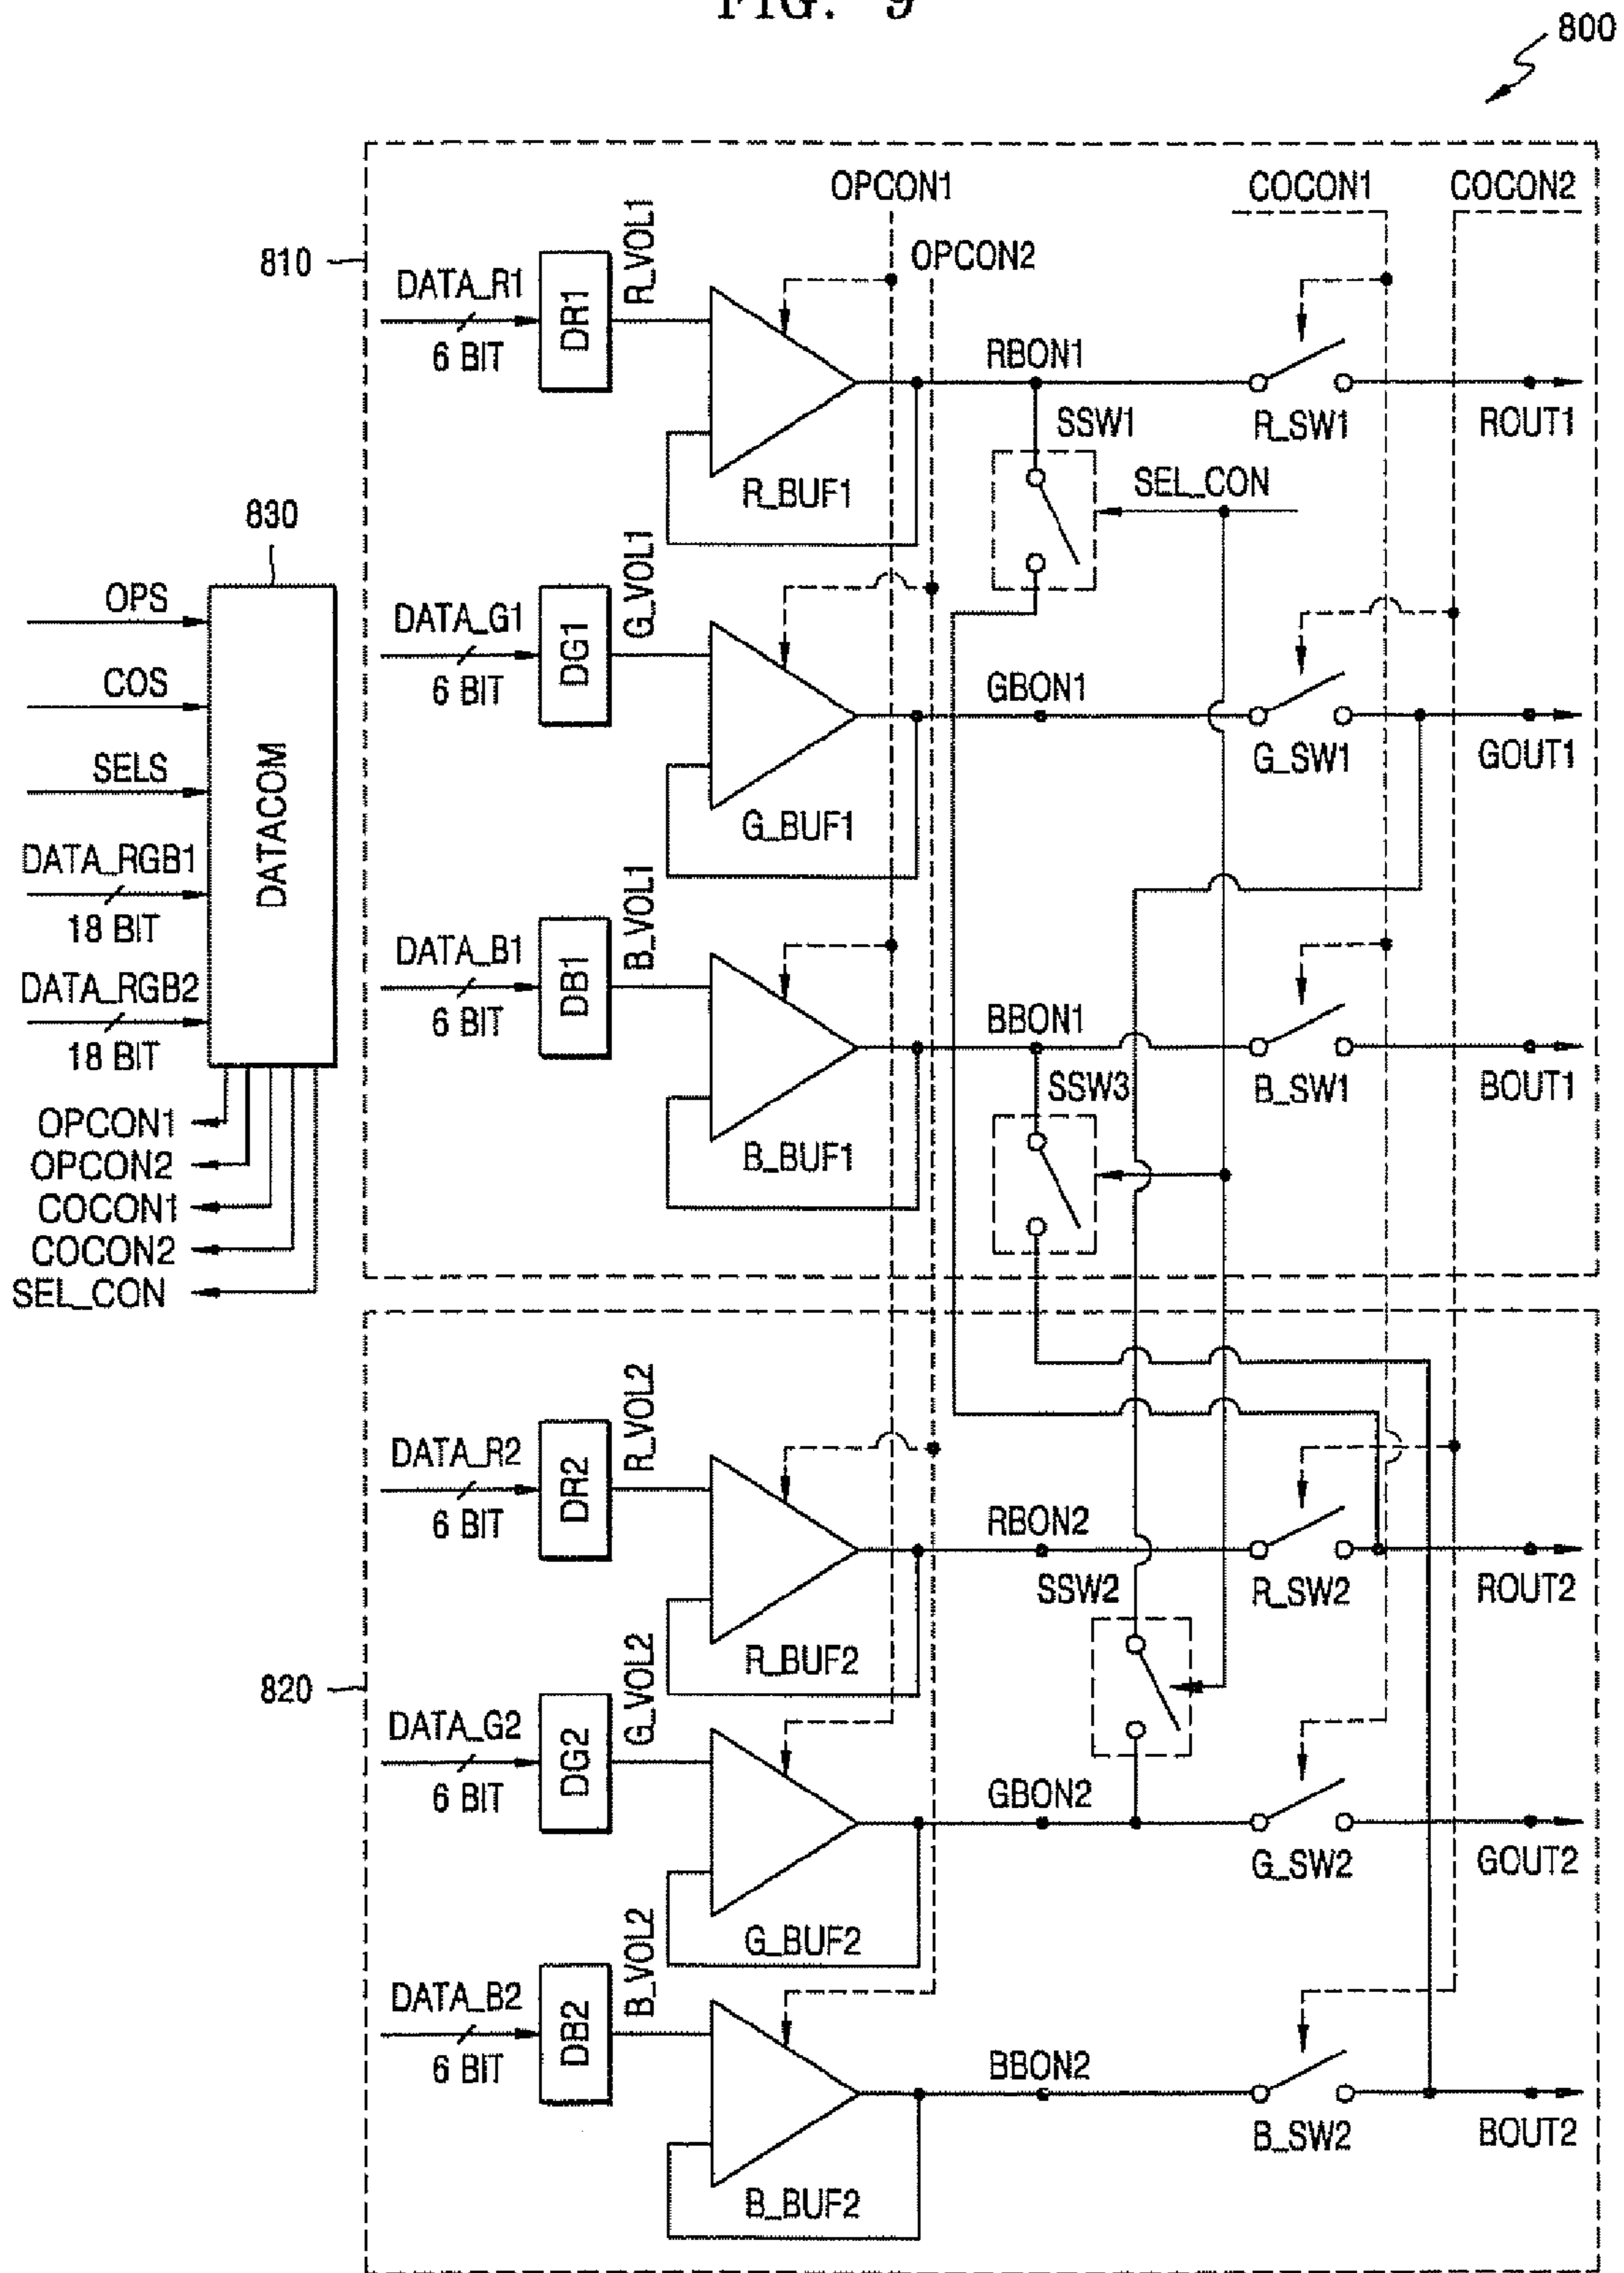 FIG. 9
800
810
OPCON1
OPCON2
COCON1
COCON2
DATA_R1
6 BIT
DR1
R_VOL1
R_BUF1
RBON1
SSW1
SEL_CON
R_SW1
ROUT1
830
OPS
COS
SELS
DATA_RGB1
18 BIT
DATA_RGB2
18 BIT
DATACOM
OPCON1
OPCON2
COCON1
COCON2
SEL_CON
DATA_G1
6 BIT
DG1
G_VOL1
G_BUF1
GBON1
G_SW1
GOUT1
DATA_B1
6 BIT
DB1
B_VOL1
B_BUF1
BBON1
SSW3
B_SW1
BOUT1
820
DATA_R2
6 BIT
DR2
R_VOL2
R_BUF2
RBON2
SSW2
R_SW2
ROUT2
DATA_G2
6 BIT
DG2
G_VOL2
G_BUF2
GBON2
G_SW2
GOUT2
DATA_B2
6 BIT
DB2
B_VOL2
B_BUF2
BBON2
B_SW2
BOUT2